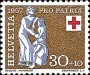 1957 PRO PATRIA
HELVETIA
30+10